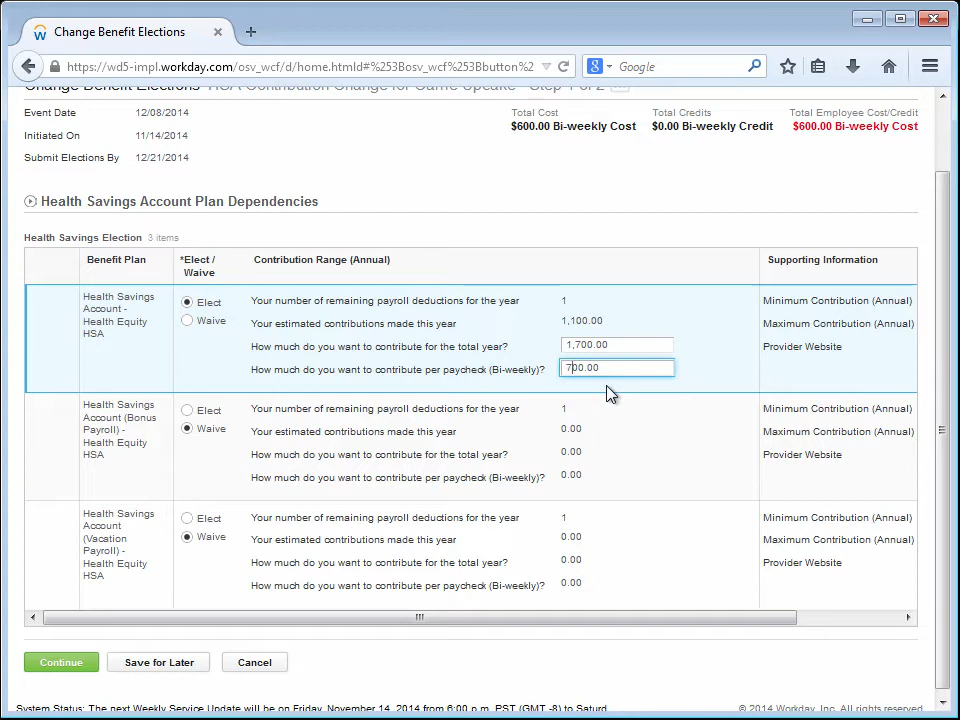 Change Benefit Elections
https://wd5-impl.workday.com/osv_wcf/d/home.htmld#%253Bosv_wcf%253Bbutton%2
Google
Change Benefit Elections HSA Contribution Change for Game Upcake - Step 1 of 2
Event Date 12/08/2014
Initiated On 11/14/2014
Submit Elections By 12/21/2014
Total Cost Total Credits Total Employee Cost/Credit
$600.00 Bi-weekly Cost $0.00 Bi-weekly Credit $600.00 Bi-weekly Cost
Health Savings Account Plan Dependencies
Health Savings Election 3 items
Benefit Plan *Elect / Waive Contribution Range (Annual) Supporting Information
Health Savings
Account -
Health Equity
HSA
Elect
Waive
Your number of remaining payroll deductions for the year 1
Your estimated contributions made this year 1,100.00
How much do you want to contribute for the total year? 1,700.00
How much do you want to contribute per paycheck (Bi-weekly)? 700.00
Minimum Contribution (Annual)
Maximum Contribution (Annual)
Provider Website
Health Savings
Account (Bonus
Payroll) -
Health Equity
HSA
Elect
Waive
Your number of remaining payroll deductions for the year 1
Your estimated contributions made this year 0.00
How much do you want to contribute for the total year? 0.00
How much do you want to contribute per paycheck (Bi-weekly)? 0.00
Minimum Contribution (Annual)
Maximum Contribution (Annual)
Provider Website
Health Savings
Account
(Vacation
Payroll) -
Health Equity
HSA
Elect
Waive
Your number of remaining payroll deductions for the year 1
Your estimated contributions made this year 0.00
How much do you want to contribute for the total year? 0.00
How much do you want to contribute per paycheck (Bi-weekly)? 0.00
Minimum Contribution (Annual)
Maximum Contribution (Annual)
Provider Website
Continue Save for Later Cancel
System Status: The next Weekly Service Update will be on Friday, November 14, 2014 from 6:00 p.m. PST (GMT -8) to Saturd
© 2014 Workday, Inc. All rights reserved.